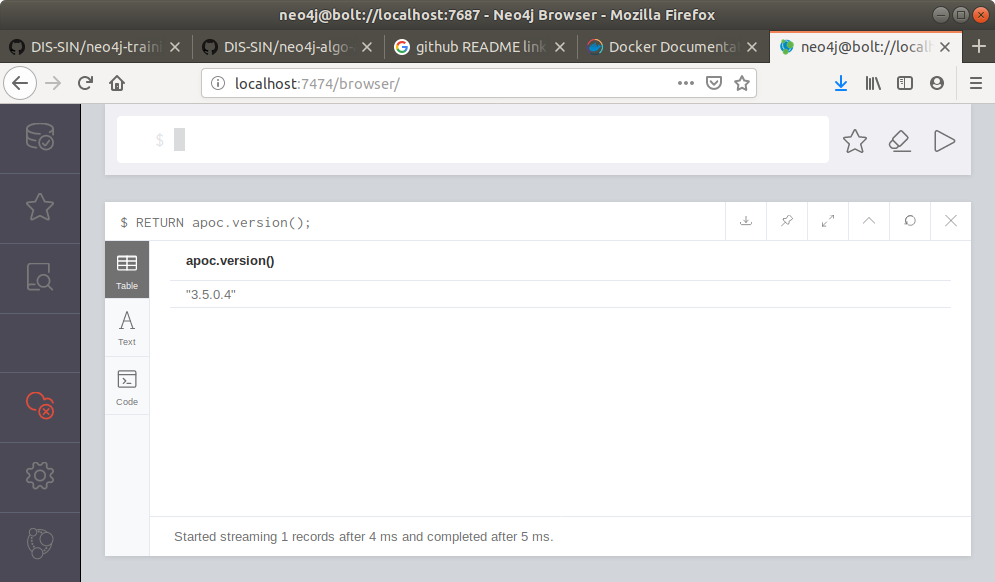 neo4j@bolt://localhost:7687 - Neo4j Browser - Mozilla Firefox
DIS-SIN/neo4j-traini
DIS-SIN/neo4j-algo-
github README link
Docker Documenta
neo4j@bolt://localh
localhost:7474/browser/
$
$ RETURN apoc.version();
Table
apoc.version()
"3.5.0.4"
Text
Code
Started streaming 1 records after 4 ms and completed after 5 ms.